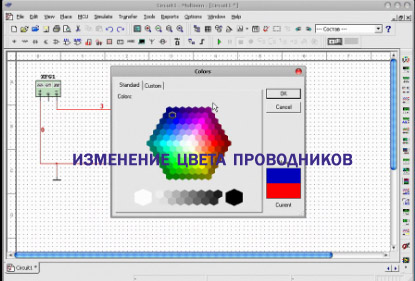 Circuit1 - Multisim - [Circuit1 *]
File Edit View Place MCU Simulate Transfer Tools Reports Options Window Help
Colors
XFG1
Standard Custom
Colors:
OK
Cancel
3
0
ИЗМЕНЕНИЕ ЦВЕТА ПРОВОДНИКОВ
Current
Circuit1 *